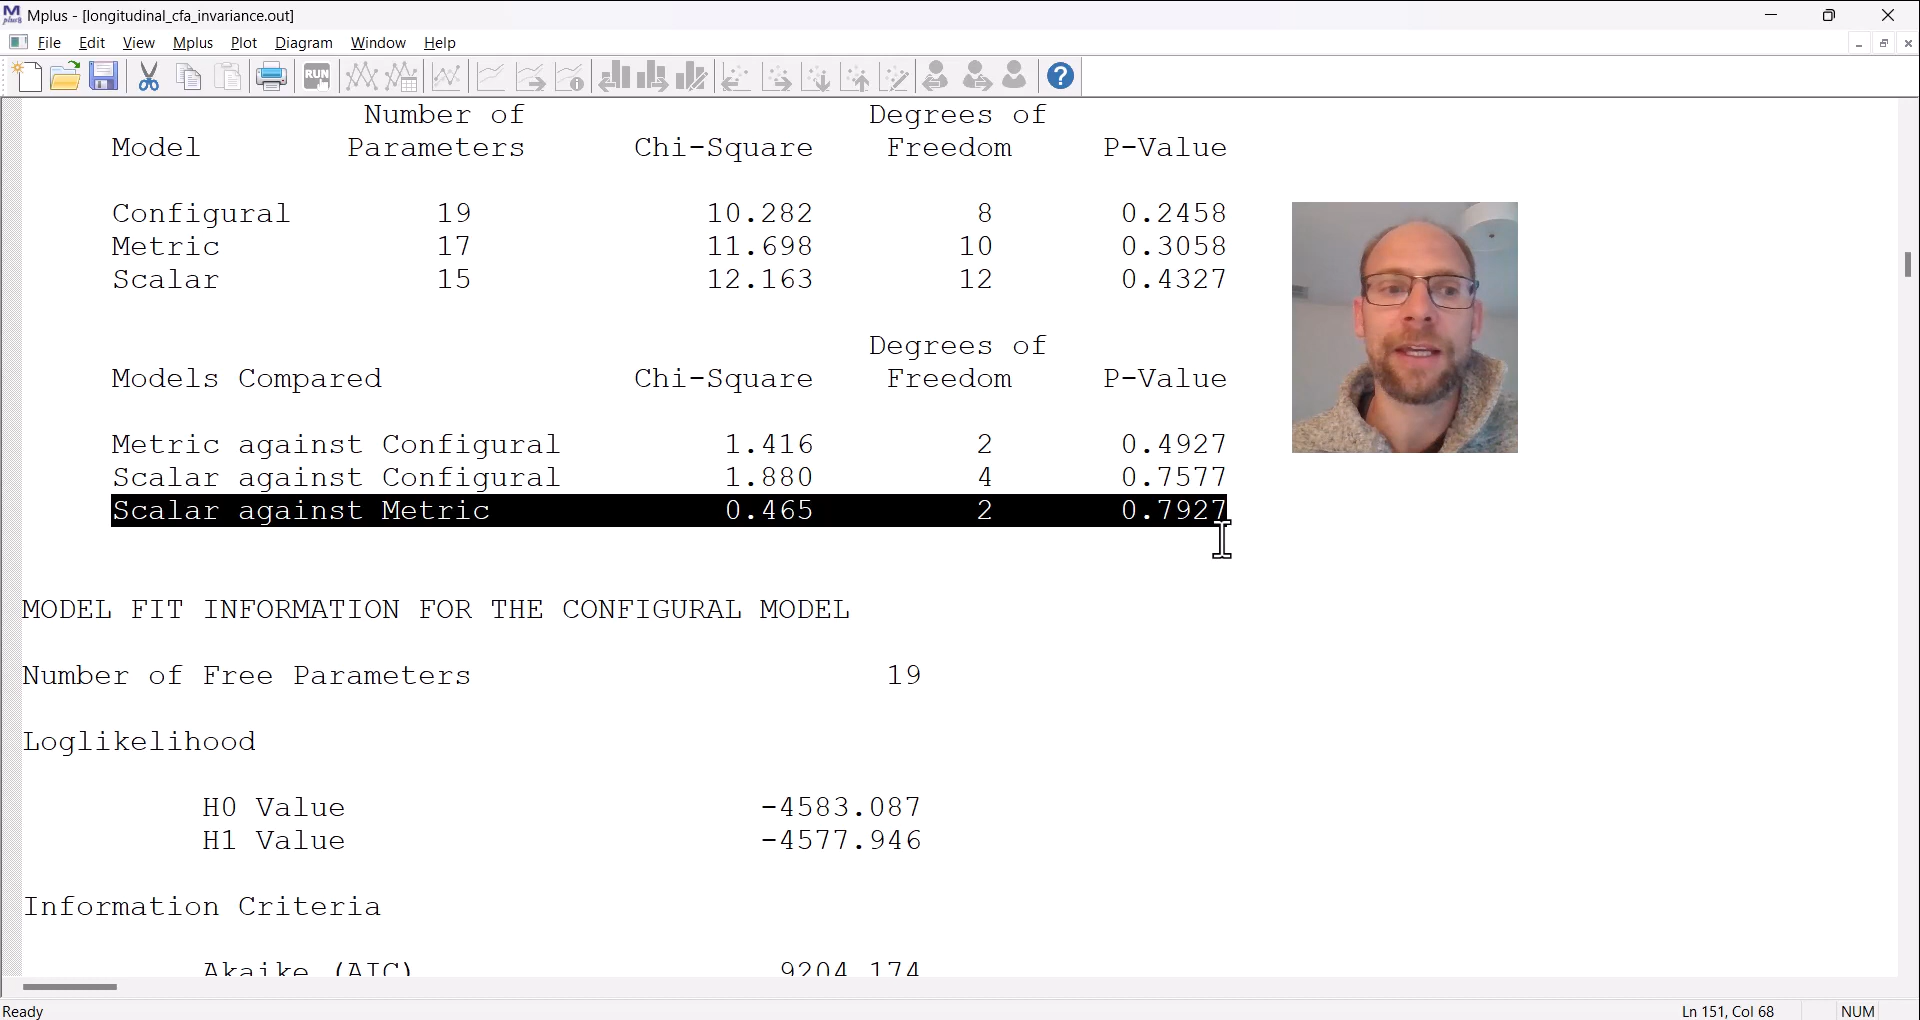 Mplus - [longitudinal_cfa_invariance.out]
File Edit View Mplus Plot Diagram Window Help
RUN
Number of Degrees of
Model Parameters Chi-Square Freedom P-Value
Configural 19 10.282 8 0.2458
Metric 17 11.698 10 0.3058
Scalar 15 12.163 12 0.4327
Degrees of
Models Compared Chi-Square Freedom P-Value
Metric against Configural 1.416 2 0.4927
Scalar against Configural 1.880 4 0.7577
Scalar against Metric 0.465 2 0.7927
MODEL FIT INFORMATION FOR THE CONFIGURAL MODEL
Number of Free Parameters 19
Loglikelihood
H0 Value -4583.087
H1 Value -4577.946
Information Criteria
Akaike (AIC) 9204.174
Ready Ln 151, Col 68 NUM